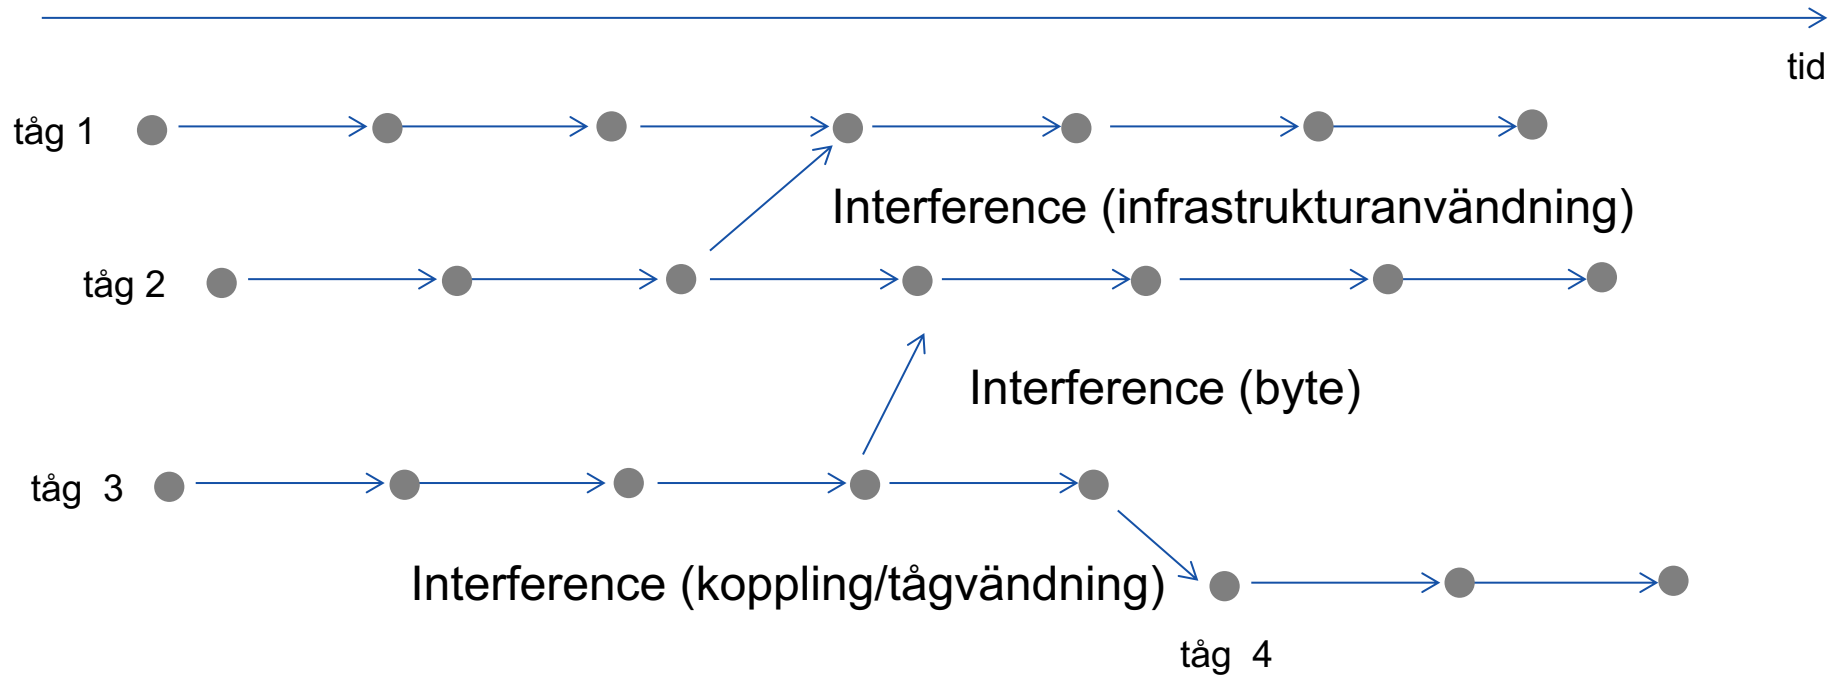 tid
tåg 1
Interference (infrastrukturanvändning)
tåg 2
Interference (byte)
tåg 3
Interference (koppling/tågvändning)
tåg 4